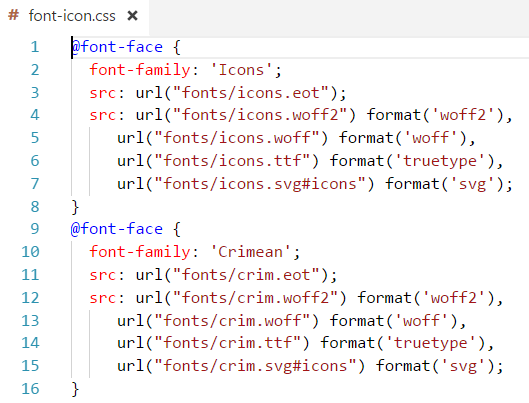 # font-icon.css ×
1 @font-face {
2   font-family: 'Icons';
3   src: url("fonts/icons.eot");
4   src: url("fonts/icons.woff2") format('woff2'),
5      url("fonts/icons.woff") format('woff'),
6      url("fonts/icons.ttf") format('truetype'),
7      url("fonts/icons.svg#icons") format('svg');
8 }
9 @font-face {
10   font-family: 'Crimean';
11   src: url("fonts/crim.eot");
12   src: url("fonts/crim.woff2") format('woff2'),
13      url("fonts/crim.woff") format('woff'),
14      url("fonts/crim.ttf") format('truetype'),
15      url("fonts/crim.svg#icons") format('svg');
16 }